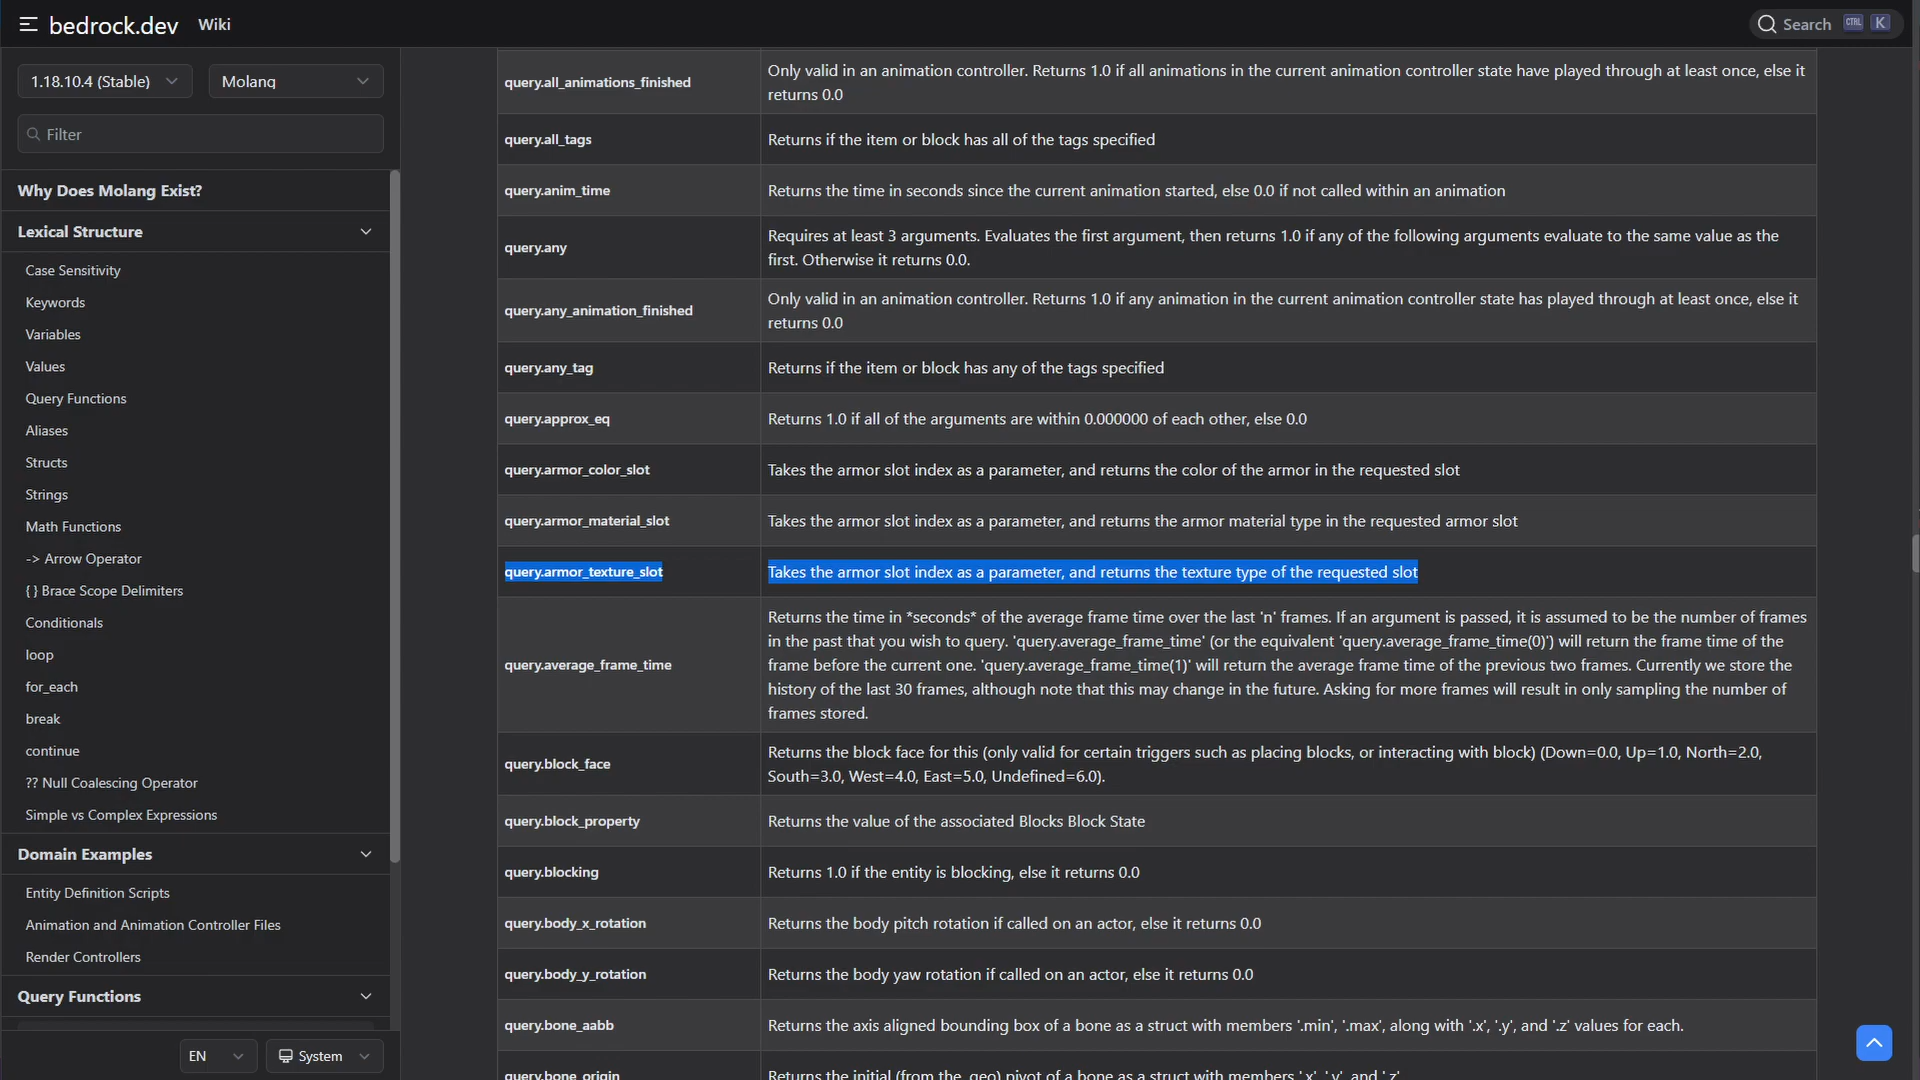 bedrock.dev Wiki
Search CTRL K
1.18.10.4 (Stable) Molang
Filter
Why Does Molang Exist?
Lexical Structure
Case Sensitivity
Keywords
Variables
Values
Query Functions
Aliases
Structs
Strings
Math Functions
-> Arrow Operator
{ } Brace Scope Delimiters
Conditionals
loop
for_each
break
continue
?? Null Coalescing Operator
Simple vs Complex Expressions
Domain Examples
Entity Definition Scripts
Animation and Animation Controller Files
Render Controllers
Query Functions
EN System
query.all_animations_finished
Only valid in an animation controller. Returns 1.0 if all animations in the current animation controller state have played through at least once, else it
returns 0.0
query.all_tags
Returns if the item or block has all of the tags specified
query.anim_time
Returns the time in seconds since the current animation started, else 0.0 if not called within an animation
query.any
Requires at least 3 arguments. Evaluates the first argument, then returns 1.0 if any of the following arguments evaluate to the same value as the
first. Otherwise it returns 0.0.
query.any_animation_finished
Only valid in an animation controller. Returns 1.0 if any animation in the current animation controller state has played through at least once, else it
returns 0.0
query.any_tag
Returns if the item or block has any of the tags specified
query.approx_eq
Returns 1.0 if all of the arguments are within 0.000000 of each other, else 0.0
query.armor_color_slot
Takes the armor slot index as a parameter, and returns the color of the armor in the requested slot
query.armor_material_slot
Takes the armor slot index as a parameter, and returns the armor material type in the requested armor slot
query.armor_texture_slot
Takes the armor slot index as a parameter, and returns the texture type of the requested slot
query.average_frame_time
Returns the time in *seconds* of the average frame time over the last 'n' frames. If an argument is passed, it is assumed to be the number of frames
in the past that you wish to query. 'query.average_frame_time' (or the equivalent 'query.average_frame_time(0)') will return the frame time of the
frame before the current one. 'query.average_frame_time(1)' will return the average frame time of the previous two frames. Currently we store the
history of the last 30 frames, although note that this may change in the future. Asking for more frames will result in only sampling the number of
frames stored.
query.block_face
Returns the block face for this (only valid for certain triggers such as placing blocks, or interacting with block) (Down=0.0, Up=1.0, North=2.0,
South=3.0, West=4.0, East=5.0, Undefined=6.0).
query.block_property
Returns the value of the associated Blocks Block State
query.blocking
Returns 1.0 if the entity is blocking, else it returns 0.0
query.body_x_rotation
Returns the body pitch rotation if called on an actor, else it returns 0.0
query.body_y_rotation
Returns the body yaw rotation if called on an actor, else it returns 0.0
query.bone_aabb
Returns the axis aligned bounding box of a bone as a struct with members '.min', '.max', along with '.x', '.y', and '.z' values for each.
query.bone_origin
Returns the initial (from the .geo) pivot of a bone as a struct with members '.x', '.y', and '.z'